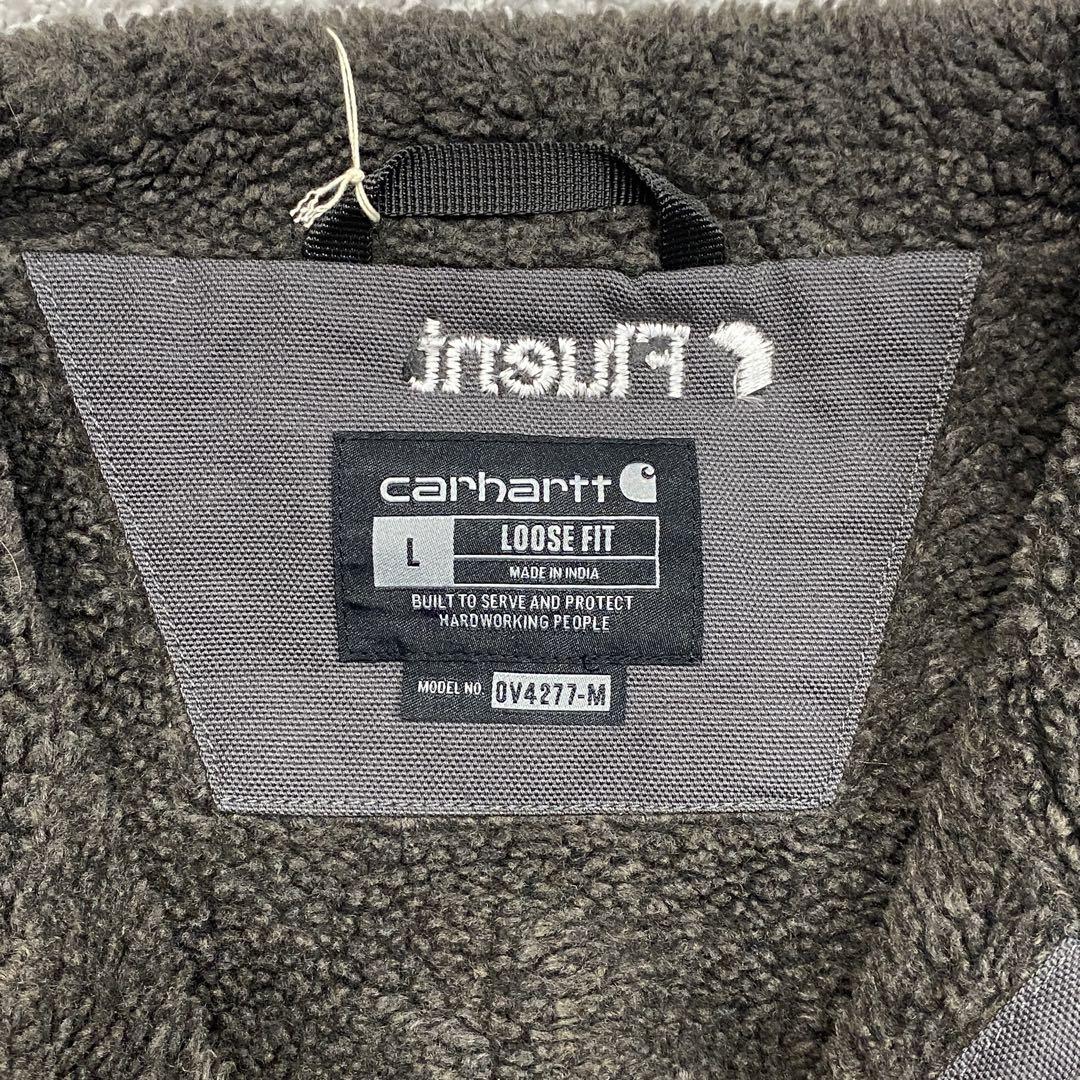 Fluent
carhartt
L
LOOSE FIT
MADE IN INDIA
BUILT TO SERVE AND PROTECT
HARDWORKING PEOPLE
MODEL NO. OV4277-M